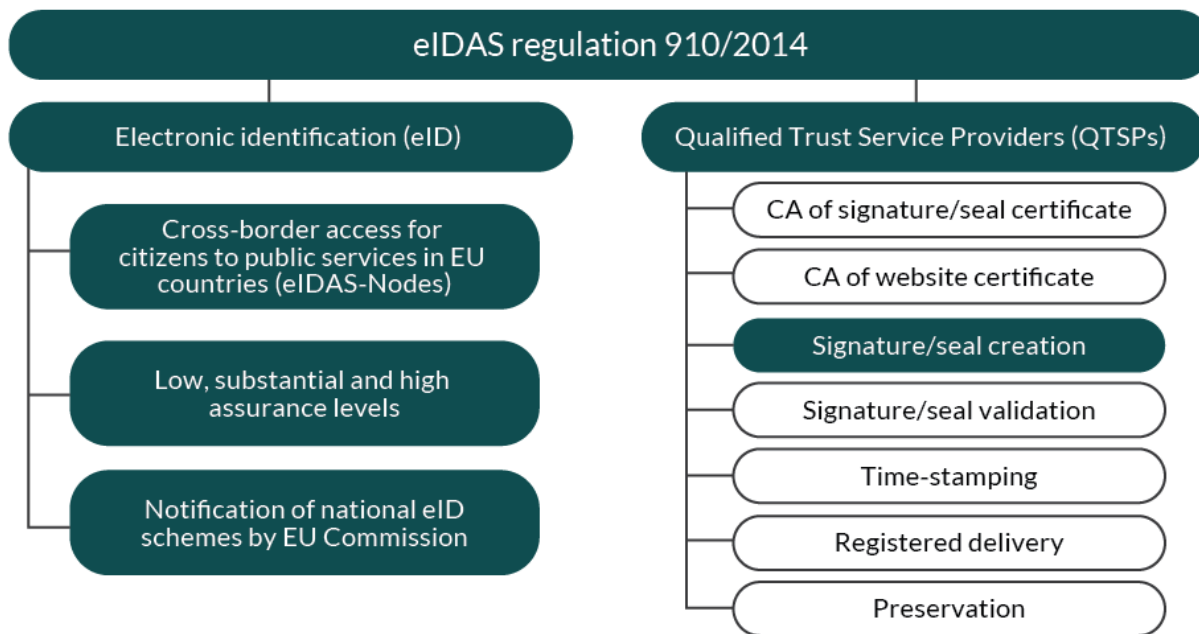 eIDAS regulation 910/2014
Electronic identification (eID)
Cross-border access for
citizens to public services in EU
countries (eIDAS-Nodes)
Low, substantial and high
assurance levels
Notification of national eID
schemes by EU Commission
Qualified Trust Service Providers (QTSPs)
CA of signature/seal certificate
CA of website certificate
Signature/seal creation
Signature/seal validation
Time-stamping
Registered delivery
Preservation